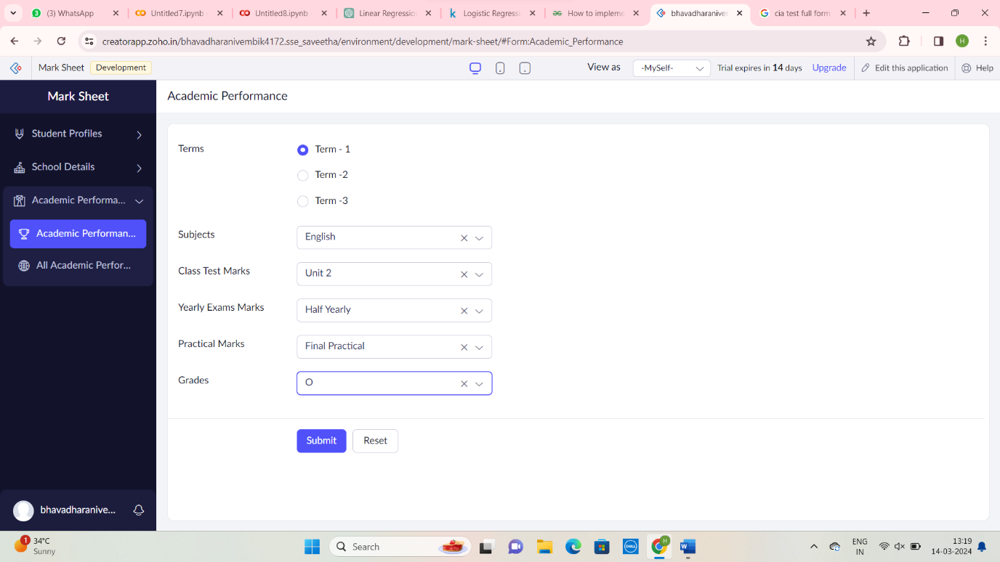 (3) WhatsApp
Untitled7.ipynb
Untitled8.ipynb
Linear Regressio
Logistic Regressi
How to impleme
bhavadharaniver
cia test full form
creatorapp.zoho.in/bhavadharanivembik4172.sse_saveetha/environment/development/mark-sheet/#Form:Academic_Performance
H
Mark Sheet
Development
View as
-MySelf-
Trial expires in 14 days
Upgrade
Edit this application
Help
Mark Sheet
Academic Performance
Student Profiles
School Details
Academic Performa...
Academic Performan...
All Academic Perfor...
Terms
Term - 1
Term -2
Term -3
Subjects
English
Class Test Marks
Unit 2
Yearly Exams Marks
Half Yearly
Practical Marks
Final Practical
Grades
O
Submit
Reset
bhavadharanive...
1
34°C
Sunny
Search
DELL
H
W
ENG
IN
13:19
14-03-2024